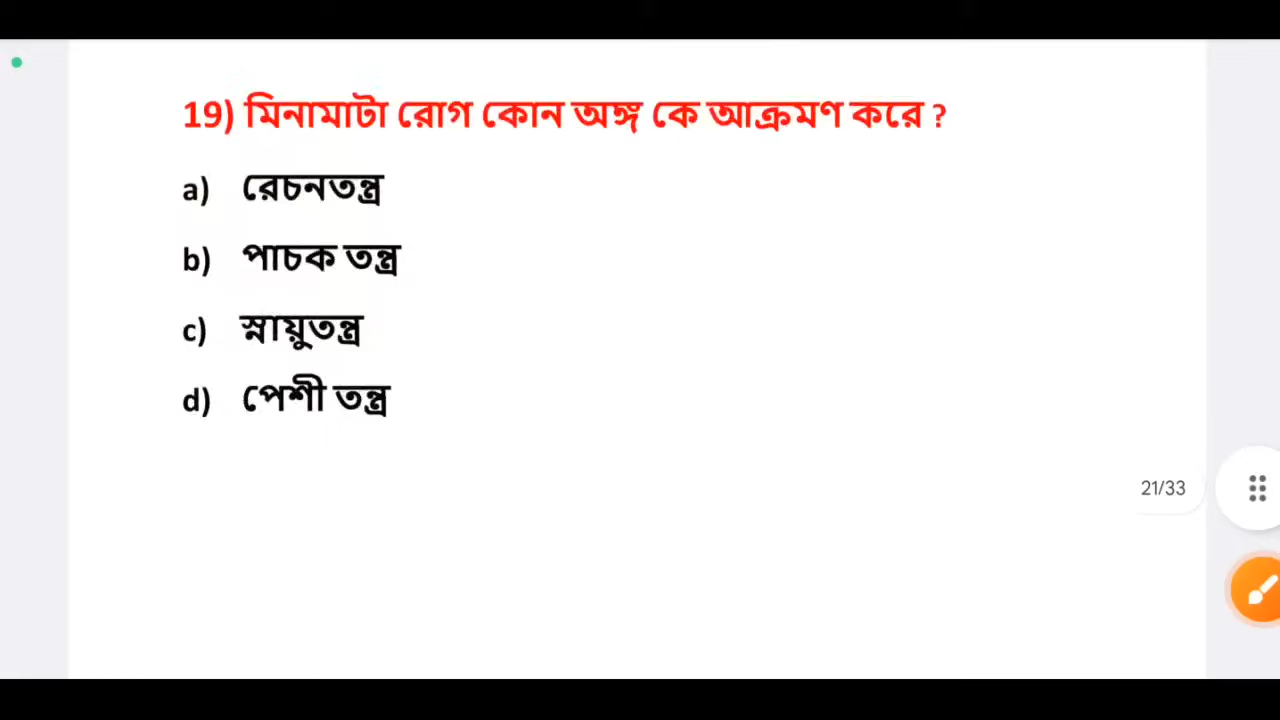 19) মিনামাটা রোগ কোন অঙ্গ কে আক্রমণ করে ?
a) রেচনতন্ত্র
b) পাচক তন্ত্র
c) স্নায়ুতন্ত্র
d) পেশী তন্ত্র
21/33